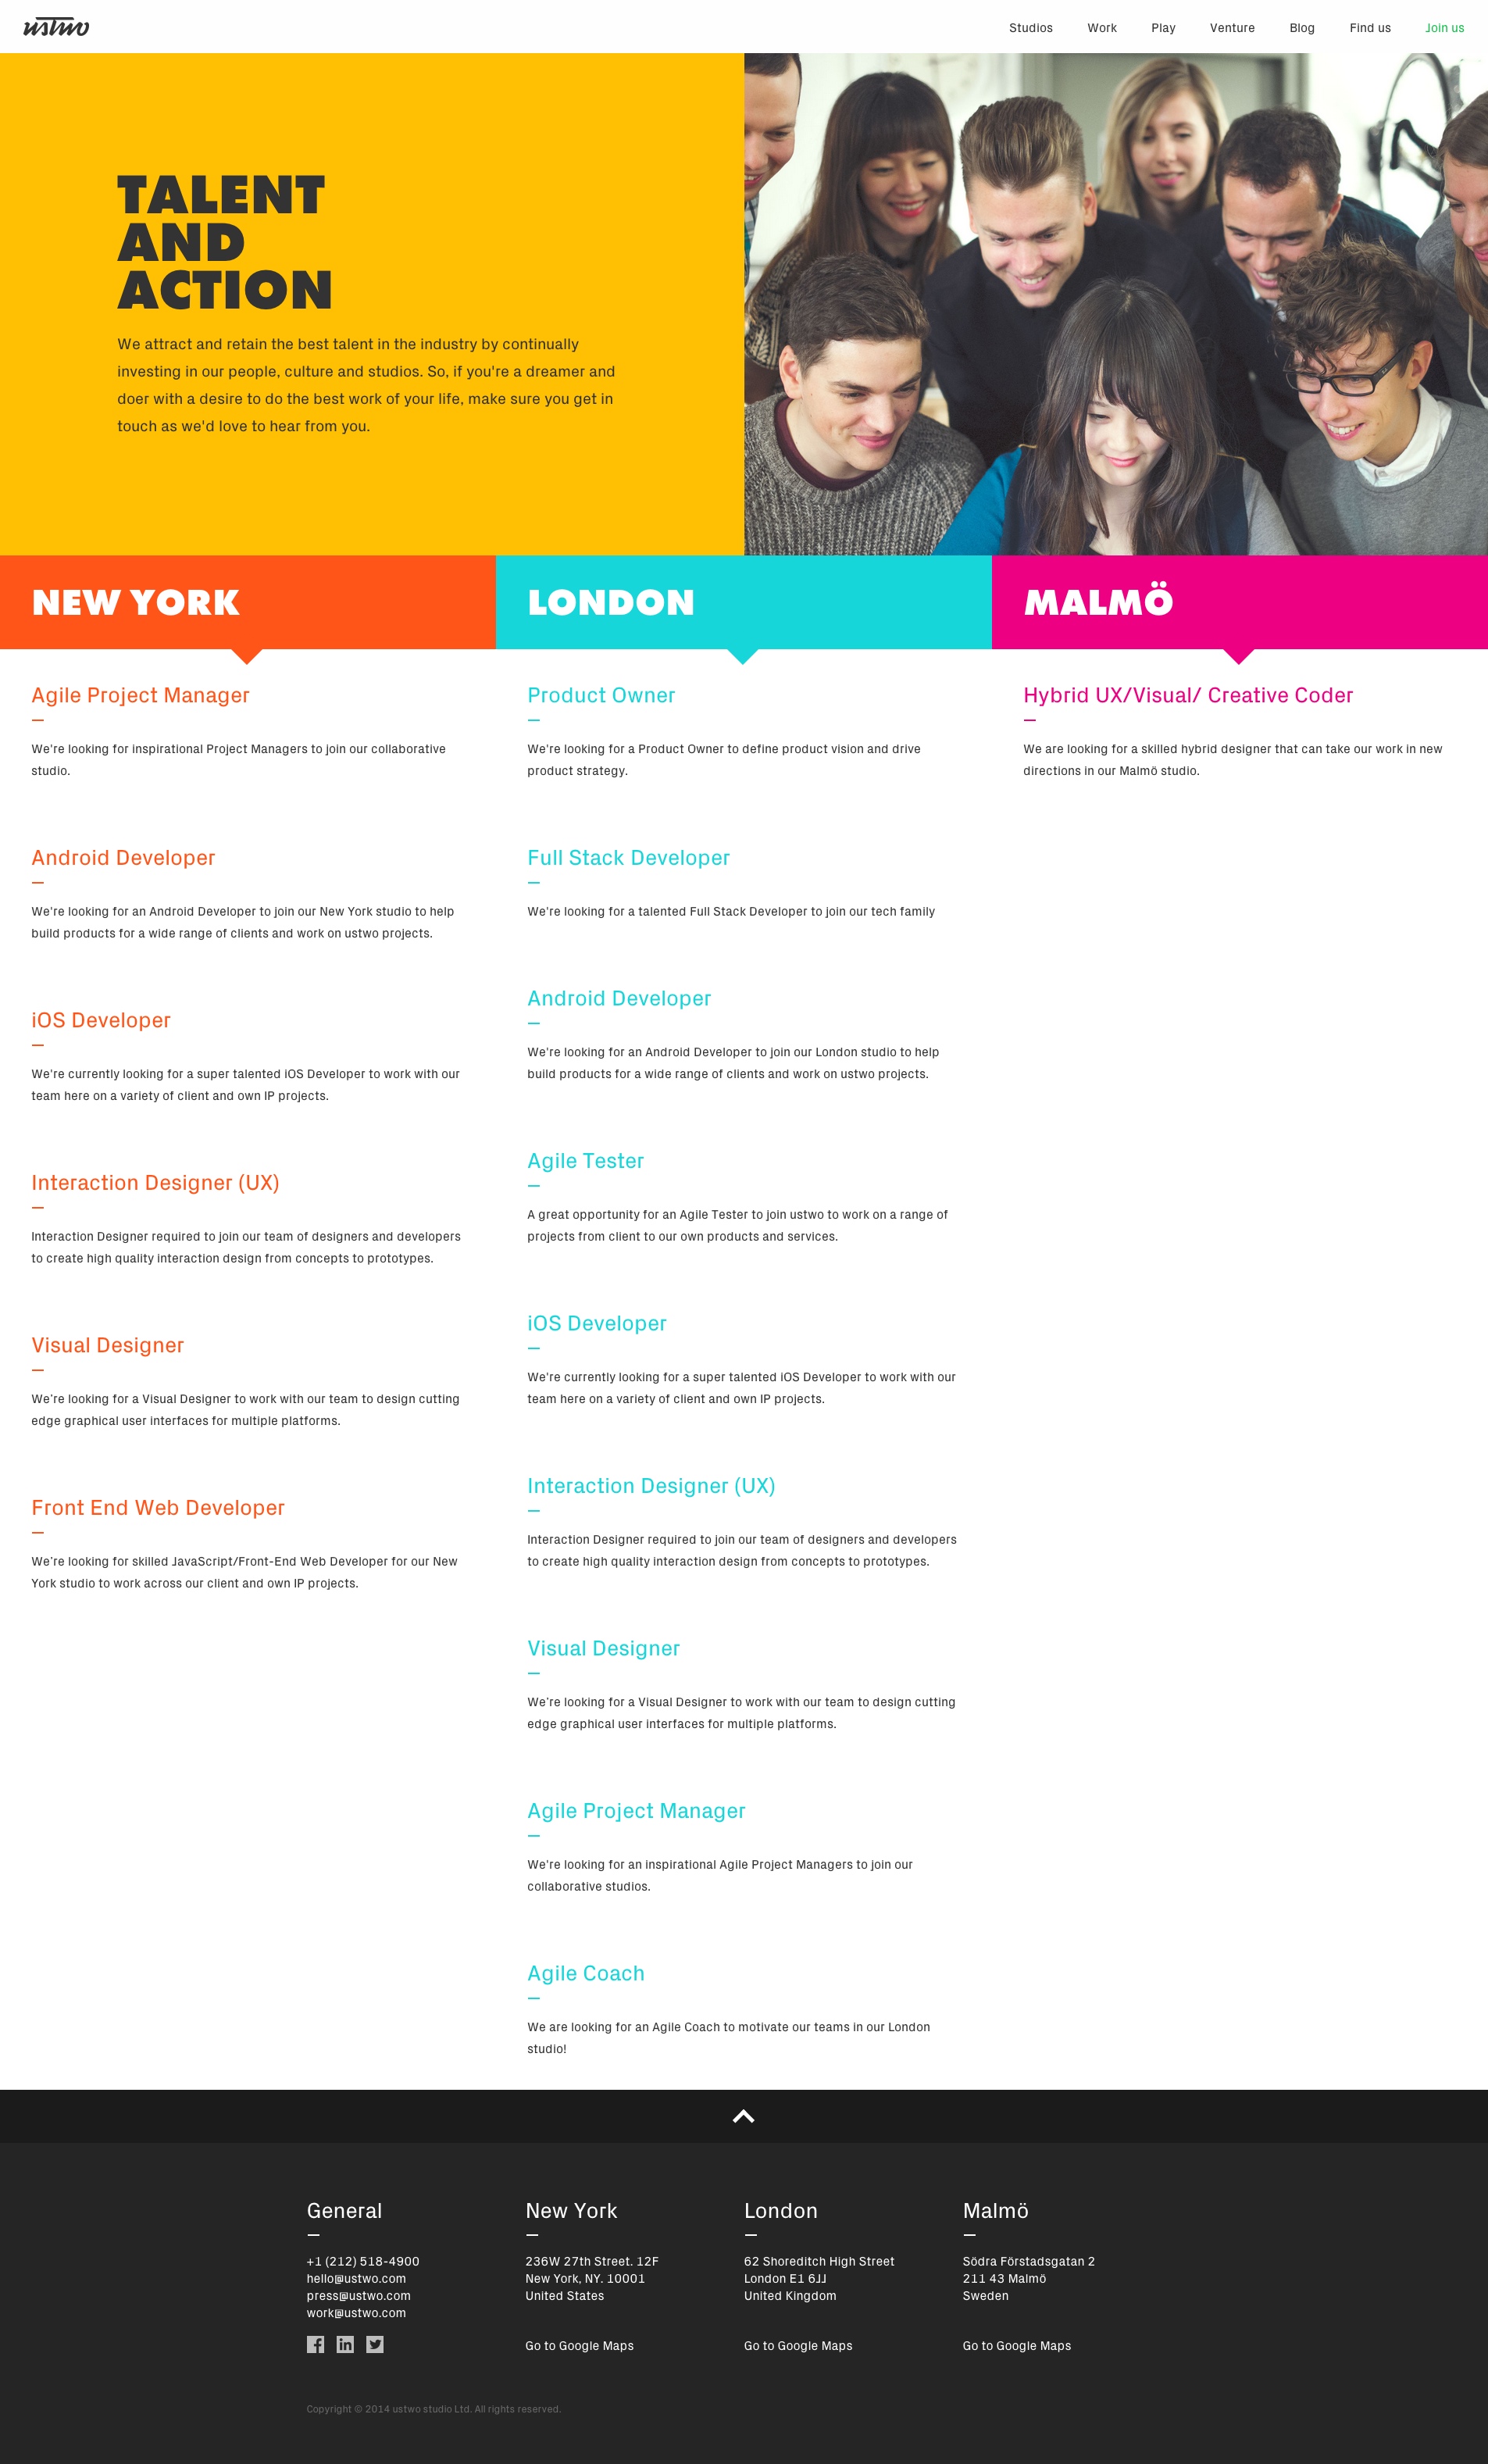 ustwo
Studios Work Play Venture Blog Find us Join us
TALENT
AND
ACTION
We attract and retain the best talent in the industry by continually
investing in our people, culture and studios. So, if you're a dreamer and
doer with a desire to do the best work of your life, make sure you get in
touch as we'd love to hear from you.
NEW YORK
Agile Project Manager
We're looking for inspirational Project Managers to join our collaborative
studio.
Android Developer
We're looking for an Android Developer to join our New York studio to help
build products for a wide range of clients and work on ustwo projects.
iOS Developer
We're currently looking for a super talented iOS Developer to work with our
team here on a variety of client and own IP projects.
Interaction Designer (UX)
Interaction Designer required to join our team of designers and developers
to create high quality interaction design from concepts to prototypes.
Visual Designer
We're looking for a Visual Designer to work with our team to design cutting
edge graphical user interfaces for multiple platforms.
Front End Web Developer
We're looking for skilled JavaScript/Front-End Web Developer for our New
York studio to work across our client and own IP projects.
LONDON
Product Owner
We're looking for a Product Owner to define product vision and drive
product strategy.
Full Stack Developer
We're looking for a talented Full Stack Developer to join our tech family
Android Developer
We're looking for an Android Developer to join our London studio to help
build products for a wide range of clients and work on ustwo projects.
Agile Tester
A great opportunity for an Agile Tester to join ustwo to work on a range of
projects from client to our own products and services.
iOS Developer
We're currently looking for a super talented iOS Developer to work with our
team here on a variety of client and own IP projects.
Interaction Designer (UX)
Interaction Designer required to join our team of designers and developers
to create high quality interaction design from concepts to prototypes.
Visual Designer
We're looking for a Visual Designer to work with our team to design cutting
edge graphical user interfaces for multiple platforms.
Agile Project Manager
We're looking for an inspirational Agile Project Managers to join our
collaborative studios.
Agile Coach
We are looking for an Agile Coach to motivate our teams in our London
studio!
MALMÖ
Hybrid UX/Visual/ Creative Coder
We are looking for a skilled hybrid designer that can take our work in new
directions in our Malmö studio.
General
+1 (212) 518-4900
hello@ustwo.com
press@ustwo.com
work@ustwo.com
New York
236W 27th Street. 12F
New York, NY. 10001
United States
Go to Google Maps
London
62 Shoreditch High Street
London E1 6JJ
United Kingdom
Go to Google Maps
Malmö
Södra Förstadsgatan 2
211 43 Malmö
Sweden
Go to Google Maps
Copyright © 2014 ustwo studio Ltd. All rights reserved.